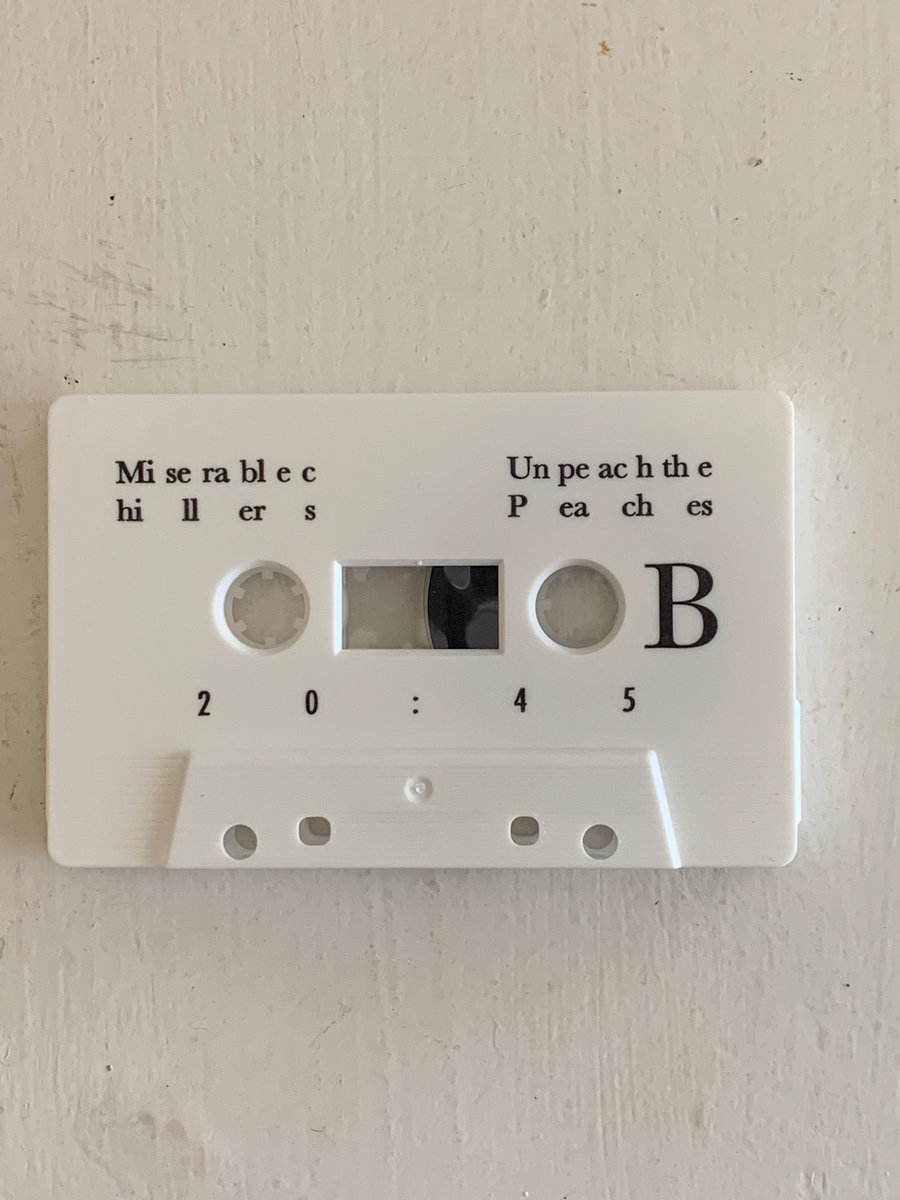 Mi se ra bl e c
hi ll er s
Un pe ac h th e
P ea ch es
B
2 0 : 4 5